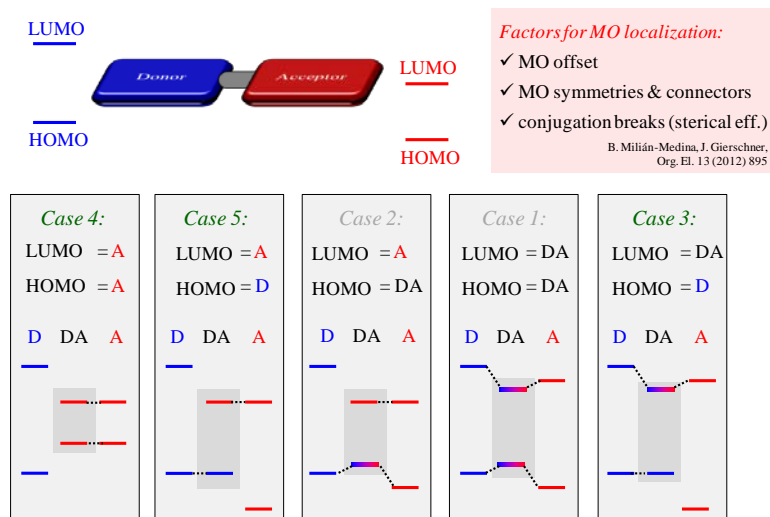 LUMO
HOMO
Donor
Acceptor
LUMO
HOMO
Factors for MO localization:
✓ MO offset
✓ MO symmetries & connectors
✓ conjugation breaks (sterical eff.)
B. Milián-Medina, J. Gierschner,
Org. El. 13 (2012) 895
Case 4:
LUMO = A
HOMO = A
D DA A
Case 5:
LUMO = A
HOMO = D
D DA A
Case 2:
LUMO = A
HOMO = DA
D DA A
Case 1:
LUMO = DA
HOMO = DA
D DA A
Case 3:
LUMO = DA
HOMO = D
D DA A